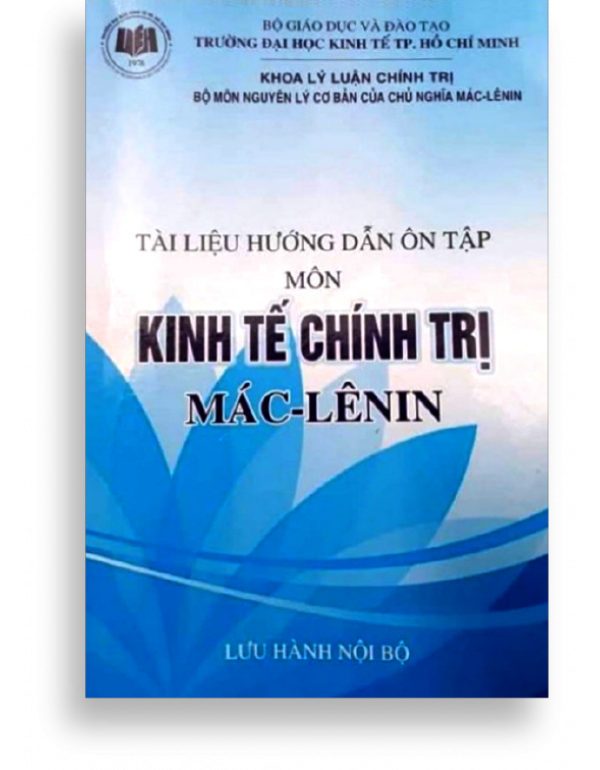 BỘ GIÁO DỤC VÀ ĐÀO TẠO
TRƯỜNG ĐẠI HỌC KINH TẾ TP. HỒ CHÍ MINH
KHOA LÝ LUẬN CHÍNH TRỊ
BỘ MÔN NGUYÊN LÝ CƠ BẢN CỦA CHỦ NGHĨA MÁC-LÊNIN
UEH
1976
TÀI LIỆU HƯỚNG DẪN ÔN TẬP
MÔN
KINH TẾ CHÍNH TRỊ
MÁC-LÊNIN
LƯU HÀNH NỘI BỘ